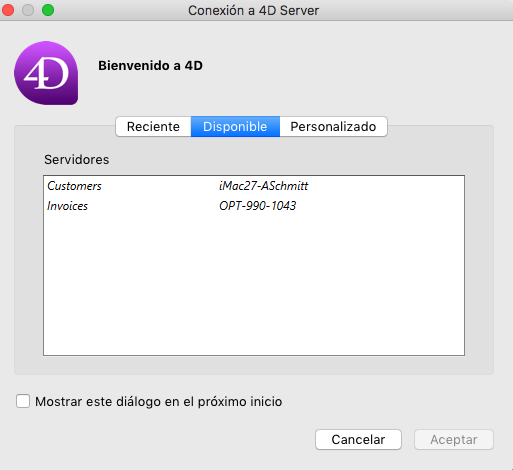 Conexión a 4D Server
4D
Bienvenido a 4D
Reciente Disponible Personalizado
Servidores
Customers iMac27-ASchmitt
Invoices OPT-990-1043
Mostrar este diálogo en el próximo inicio
Cancelar Aceptar